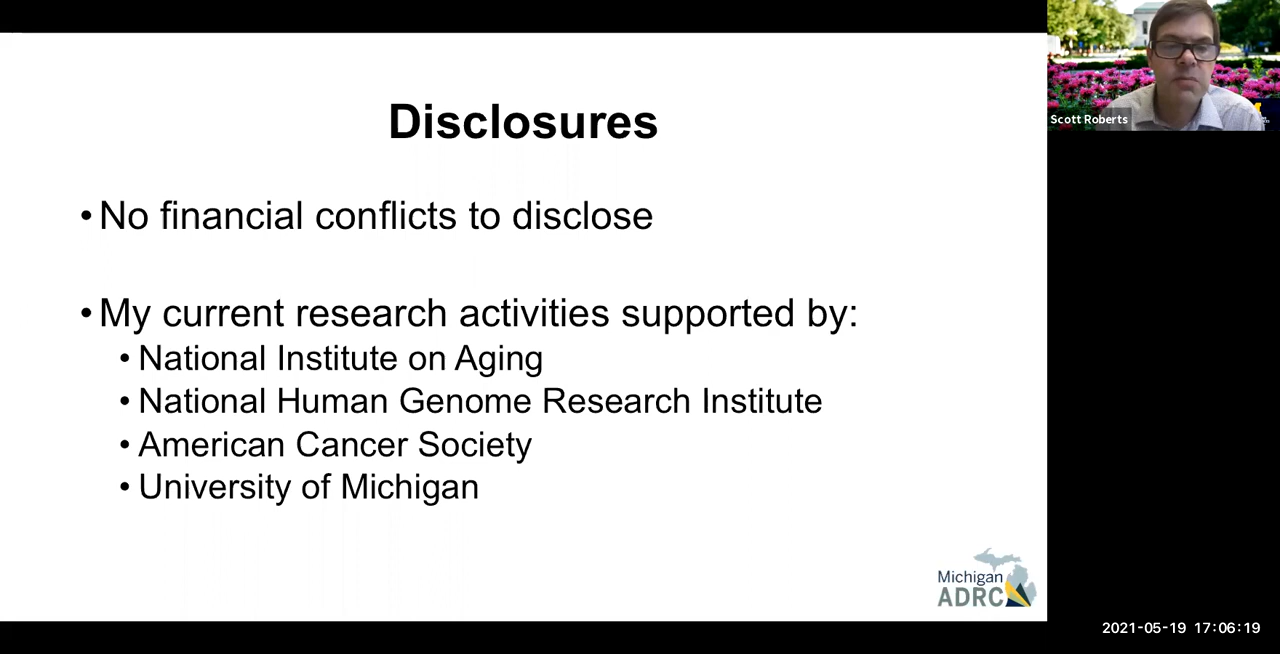 Disclosures
• No financial conflicts to disclose
• My current research activities supported by:
• National Institute on Aging
• National Human Genome Research Institute
• American Cancer Society
• University of Michigan
Michigan
ADRC
Scott Roberts
2021-05-19 17:06:19